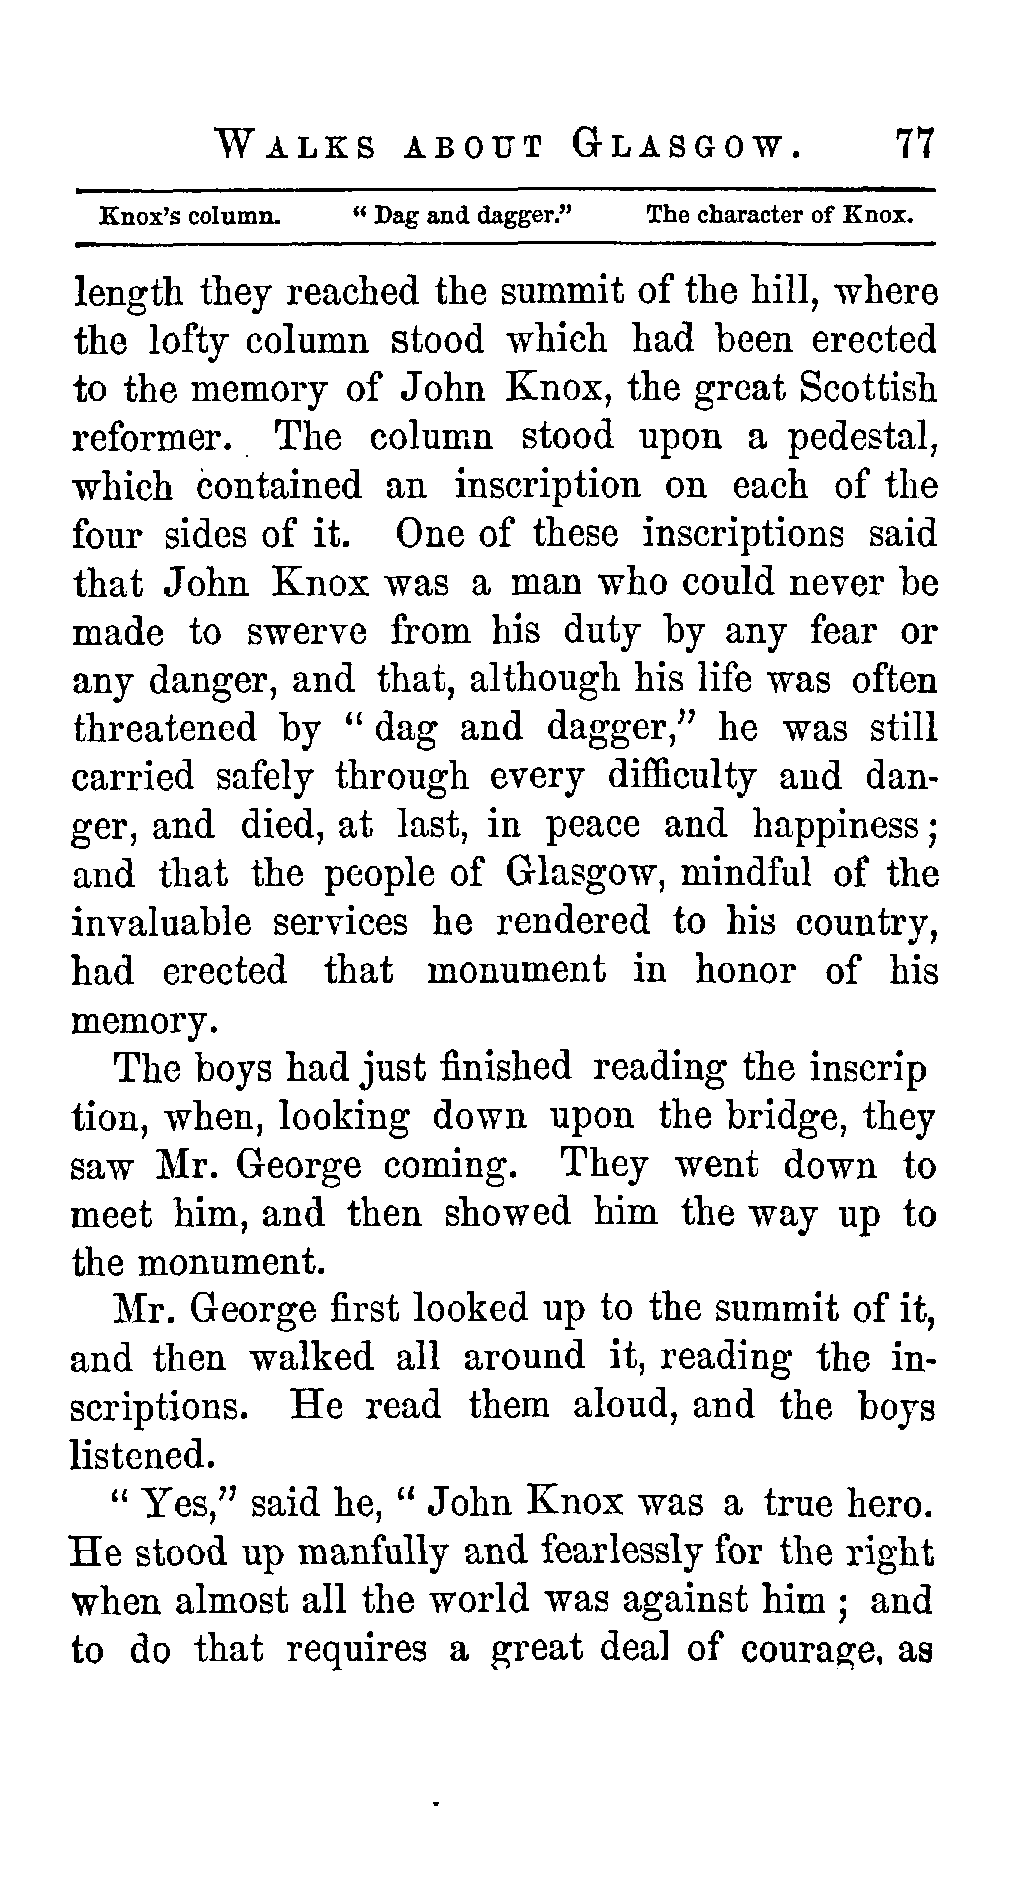 WALKS ABOUT GLASGOW. 77
Knox's column. "Dag and dagger." The character of Knox.
length they reached the summit of the hill, where
the lofty column stood which had been erected
to the memory of John Knox, the great Scottish
reformer. The column stood upon a pedestal,
which contained an inscription on each of the
four sides of it. One of these inscriptions said
that John Knox was a man who could never be
made to swerve from his duty by any fear or
any danger, and that, although his life was often
threatened by "dag and dagger," he was still
carried safely through every difficulty and dan-
ger, and died, at last, in peace and happiness;
and that the people of Glasgow, mindful of the
invaluable services he rendered to his country,
had erected that monument in honor of his
memory.
The boys had just finished reading the inscrip
tion, when, looking down upon the bridge, they
saw Mr. George coming. They went down to
meet him, and then showed him the way up to
the monument.
Mr. George first looked up to the summit of it,
and then walked all around it, reading the in-
scriptions. He read them aloud, and the boys
listened.
"Yes," said he, "John Knox was a true hero.
He stood up manfully and fearlessly for the right
when almost all the world was against him; and
to do that requires a great deal of courage, as